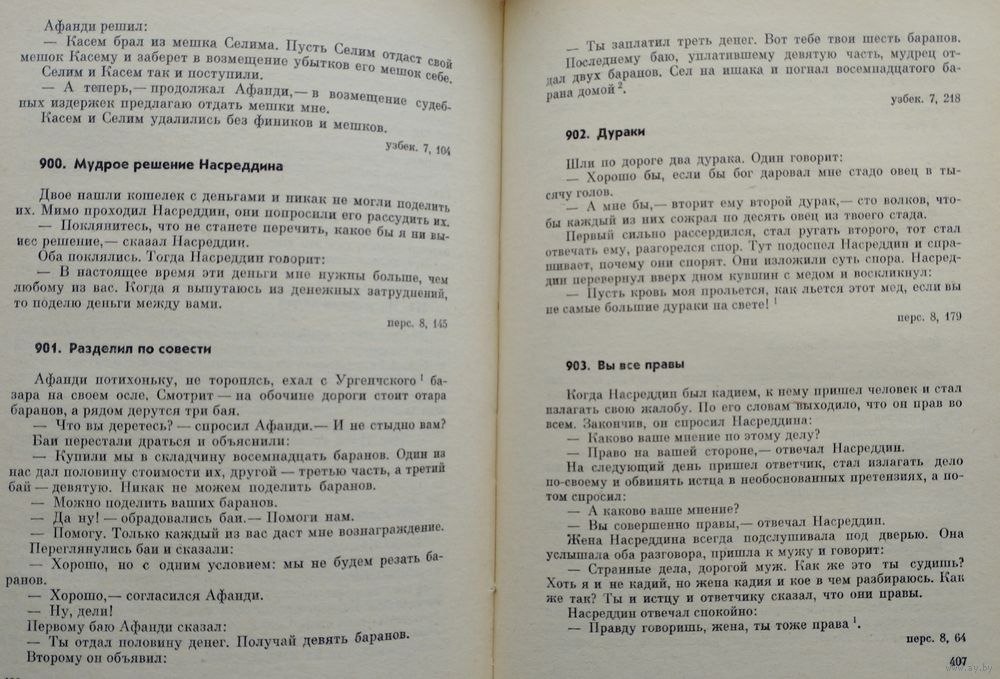 Афанди решил:
— Касем брал из мешка Селима. Пусть Селим отдаст свой
мешок Касему и заберет в возмещение убытков его мешок себе.
Селим и Касем так и поступили.
— А теперь,— продолжал Афанди,— в возмещение судеб-
ных издержек предлагаю отдать мешки мне.
Касем и Селим удалились без фиников и мешков.
узбек. 7, 104
900. Мудрое решение Насреддина
Двое нашли кошелек с деньгами и никак не могли поделить
их. Мимо проходил Насреддин, они попросили его рассудить их.
— Поклянитесь, что не станете перечить, какое бы я ни вы-
нес решение,— сказал Насреддин.
Оба поклялись. Тогда Насреддин говорит:
— В настоящее время эти деньги мне нужны больше, чем
любому из вас. Когда я выпутаюсь из денежных затруднений,
то поделю деньги между вами.
перс. 8, 145
901. Разделил по совести
Афанди потихоньку, не торопясь, ехал с Ургенчского ¹ ба-
зара на своем осле. Смотрит — на обочине дороги стоит отара
баранов, а рядом дерутся три бая.
— Что вы деретесь? — спросил Афанди.— И не стыдно вам?
Баи перестали драться и объяснили:
— Купили мы в складчину восемнадцать баранов. Один из
нас дал половину стоимости их, другой — третью часть, а третий
бай — девятую. Никак не можем поделить баранов.
— Можно поделить ваших баранов.
— Да ну! — обрадовались баи.— Помоги нам.
— Помогу. Только каждый из вас даст мне вознаграждение.
Переглянулись баи и сказали:
— Хорошо, но с одним условием: мы не будем резать ба-
ранов.
— Хорошо,— согласился Афанди.
— Ну, дели!
Первому баю Афанди сказал:
— Ты отдал половину денег. Получай девять баранов.
Второму он объявил:
— Ты заплатил треть денег. Вот тебе твои шесть баранов.
Последнему баю, уплатившему девятую часть, мудрец от-
дал двух баранов. Сел на ишака и погнал восемнадцатого ба-
рана домой ².
узбек. 7, 218
902. Дураки
Шли по дороге два дурака. Один говорит:
— Хорошо бы, если бы бог даровал мне стадо овец в ты-
сячу голов.
— А мне бы,— вторит ему второй дурак,— сто волков, что-
бы каждый из них сожрал по десять овец из твоего стада.
Первый сильно рассердился, стал ругать второго, тот стал
отвечать ему, разгорелся спор. Тут подоспел Насреддин и спра-
шивает, почему они спорят. Они изложили суть спора. Насред-
дин перевернул вверх дном кувшин с медом и воскликнул:
— Пусть кровь моя прольется, как льется этот мед, если вы
не самые большие дураки на свете! ¹
перс. 8, 179
903. Вы все правы
Когда Насреддин был кадием, к нему пришел человек и стал
излагать свою жалобу. По его словам выходило, что он прав во
всем. Закончив, он спросил Насреддина:
— Каково ваше мнение по этому делу?
— Право на вашей стороне,— отвечал Насреддин.
На следующий день пришел ответчик, стал излагать дело
по-своему и обвинять истца в необоснованных претензиях, а по-
том спросил:
— А каково ваше мнение?
— Вы совершенно правы,— отвечал Насреддин.
Жена Насреддина всегда подслушивала под дверью. Она
услышала оба разговора, пришла к мужу и говорит:
— Странные дела, дорогой муж. Как же это ты судишь?
Хоть я и не кадий, но жена кадия и кое в чем разбираюсь. Как
же так? Ты и истцу и ответчику сказал, что они правы.
Насреддин отвечал спокойно:
— Правду говоришь, жена, ты тоже права ¹.
перс. 8, 64
407
www.ay.by